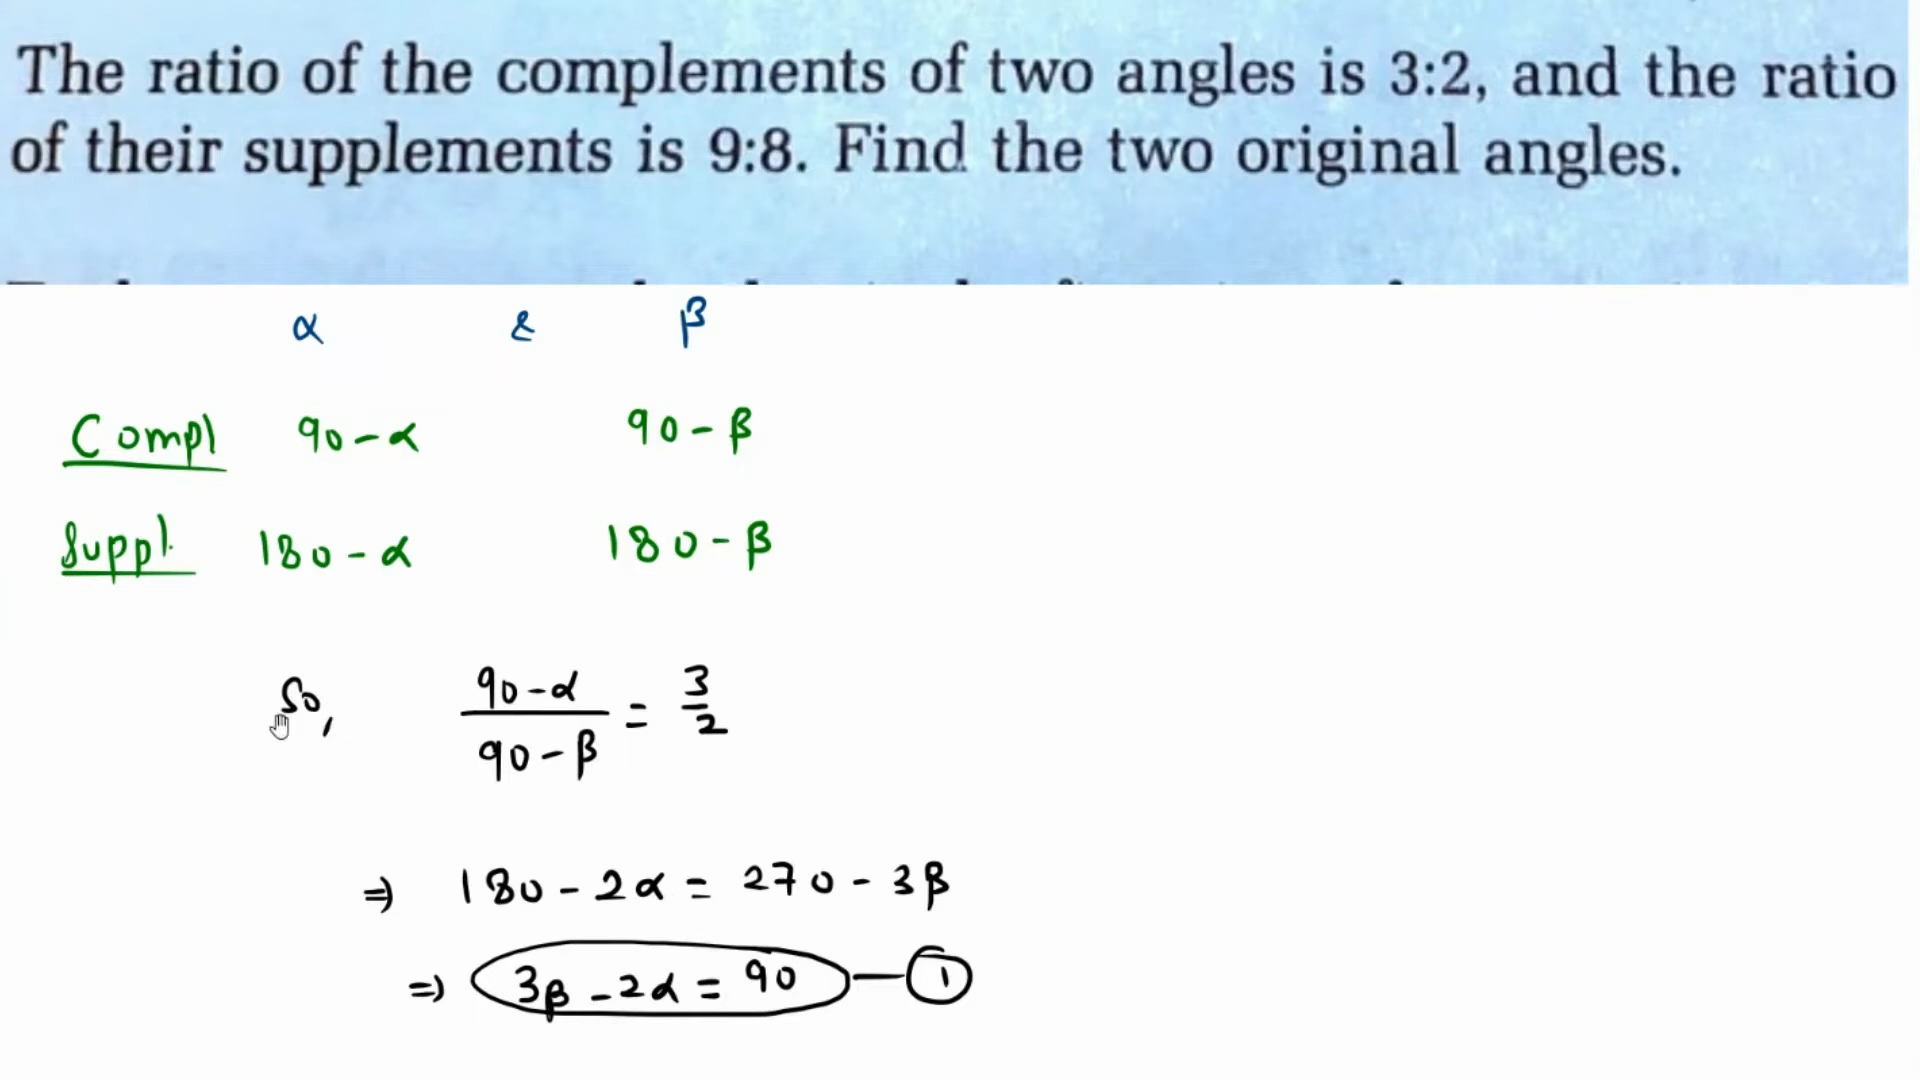 The ratio of the complements of two angles is 3:2, and the ratio
of their supplements is 9:8. Find the two original angles.
α & β
Compl 90-α 90-β
Suppl. 180-α 180-β
So, 90-α / 90-β = 3/2
⇒ 180-2α = 270-3β
⇒ 3β-2α = 90 — ①